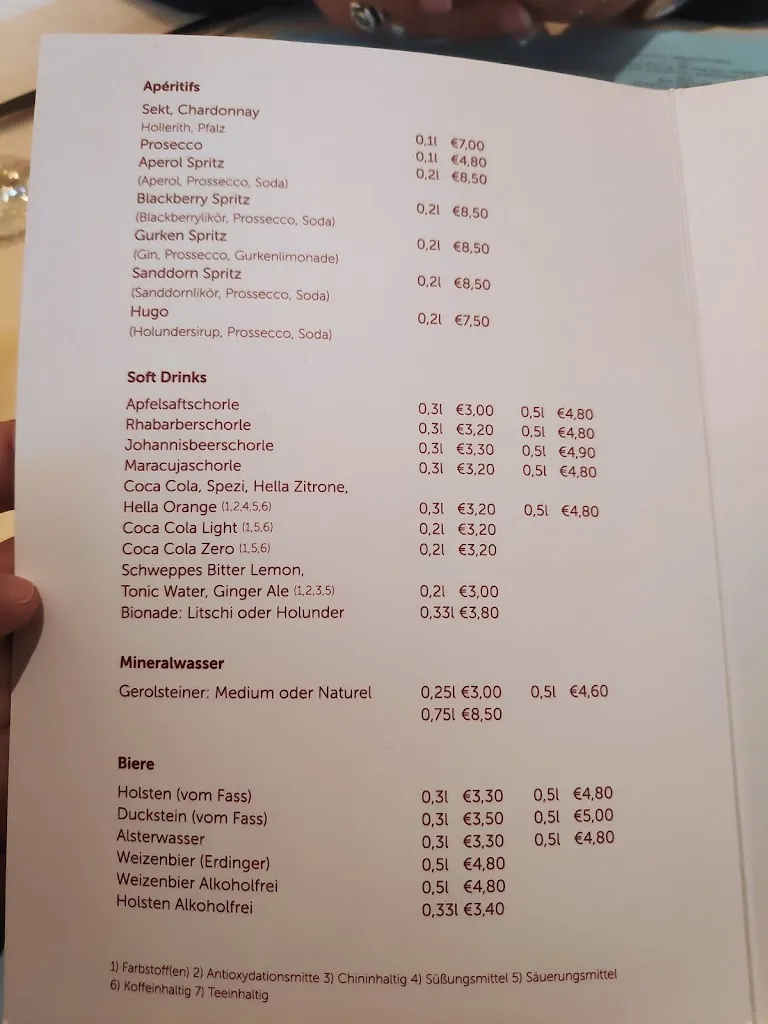 Apéritifs
Sekt, Chardonnay
Hollerith, Pfalz 0,1l €7,00
Prosecco 0,1l €4,80
Aperol Spritz 0,2l €8,50
(Aperol, Prossecco, Soda)
Blackberry Spritz 0,2l €8,50
(Blackberrylikör, Prossecco, Soda)
Gurken Spritz 0,2l €8,50
(Gin, Prossecco, Gurkenlimonade)
Sanddorn Spritz 0,2l €8,50
(Sanddornlikör, Prossecco, Soda)
Hugo 0,2l €7,50
(Holundersirup, Prossecco, Soda)
Soft Drinks
Apfelsaftschorle 0,3l €3,00 0,5l €4,80
Rhabarberschorle 0,3l €3,20 0,5l €4,80
Johannisbeerschorle 0,3l €3,30 0,5l €4,90
Maracujaschorle 0,3l €3,20 0,5l €4,80
Coca Cola, Spezi, Hella Zitrone,
Hella Orange (1,2,4,5,6) 0,3l €3,20 0,5l €4,80
Coca Cola Light (1,5,6) 0,2l €3,20
Coca Cola Zero (1,5,6) 0,2l €3,20
Schweppes Bitter Lemon,
Tonic Water, Ginger Ale (1,2,3,5) 0,2l €3,00
Bionade: Litschi oder Holunder 0,33l €3,80
Mineralwasser
Gerolsteiner: Medium oder Naturel 0,25l €3,00 0,5l €4,60
0,75l €8,50
Biere
Holsten (vom Fass) 0,3l €3,30 0,5l €4,80
Duckstein (vom Fass) 0,3l €3,50 0,5l €5,00
Alsterwasser 0,3l €3,30 0,5l €4,80
Weizenbier (Erdinger) 0,5l €4,80
Weizenbier Alkoholfrei 0,5l €4,80
Holsten Alkoholfrei 0,33l €3,40
1) Farbstoff(en) 2) Antioxydationsmitte 3) Chininhaltig 4) Süßungsmittel 5) Säuerungsmittel
6) Koffeinhaltig 7) Teeinhaltig